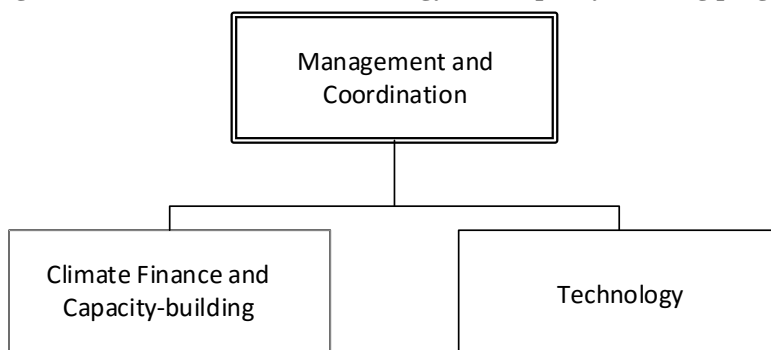 Management and
Coordination
Climate Finance and
Capacity-building
Technology